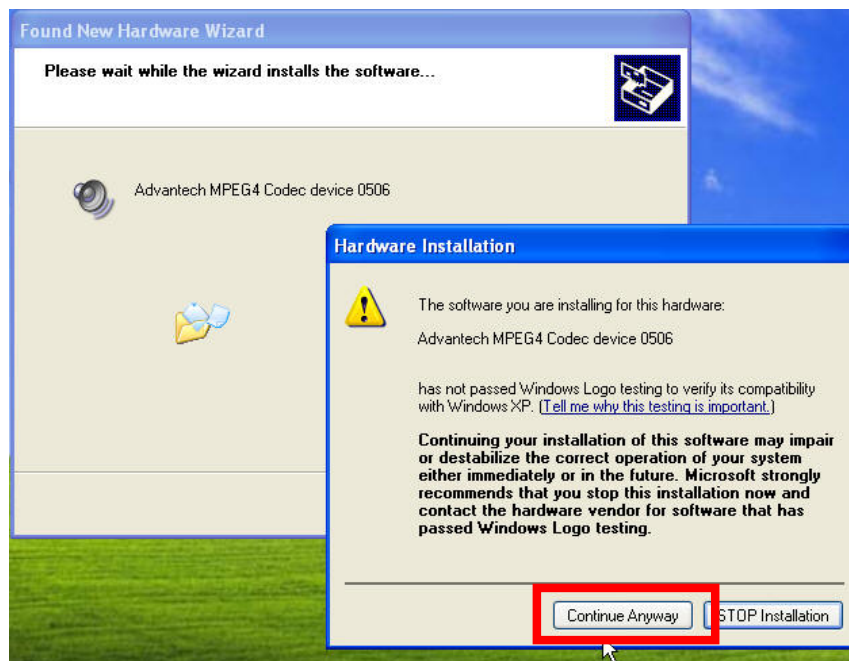 Found New Hardware Wizard
Please wait while the wizard installs the software...
Advantech MPEG4 Codec device 0506
Hardware Installation
The software you are installing for this hardware:
Advantech MPEG4 Codec device 0506
has not passed Windows Logo testing to verify its compatibility
with Windows XP. (Tell me why this testing is important.)
Continuing your installation of this software may impair
or destabilize the correct operation of your system
either immediately or in the future. Microsoft strongly
recommends that you stop this installation now and
contact the hardware vendor for software that has
passed Windows Logo testing.
Continue Anyway
STOP Installation